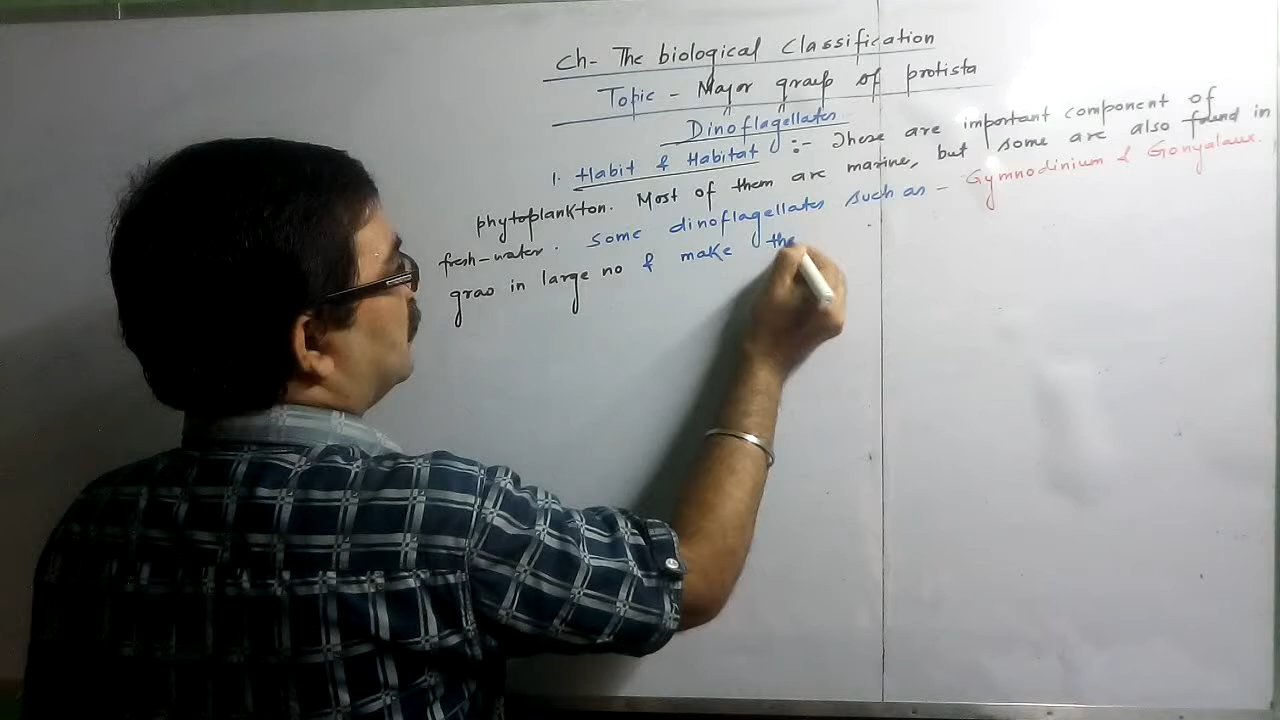 Ch- The biological Classification
Topic - Major group of protista
Dinoflagellates
1. Habit & Habitat :- These are important component of
phytoplankton. Most of them are marine, but some are also found in
fresh-water. Some dinoflagellates such as - Gymnodinium & Gonyalaux.
grow in large no & make the